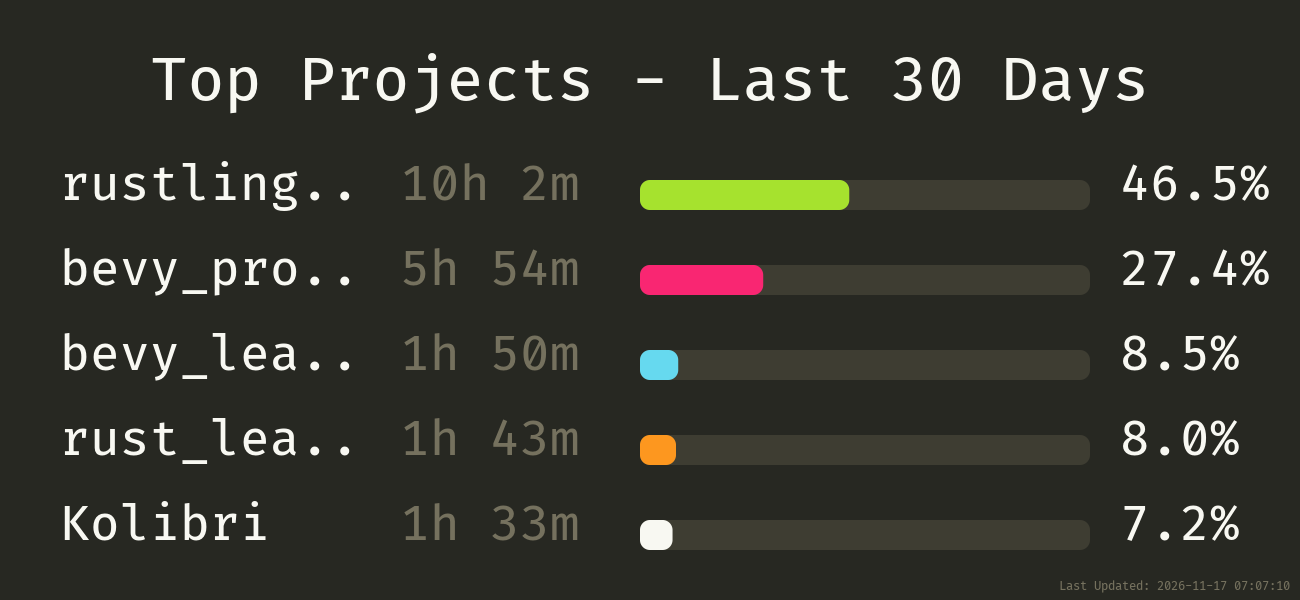 Top Projects - Last 30 Days
rustling.. 10h 2m 46.5%
bevy_pro.. 5h 54m 27.4%
bevy_lea.. 1h 50m 8.5%
rust_lea.. 1h 43m 8.0%
Kolibri 1h 33m 7.2%
Last Updated: 2026-11-17 07:07:10